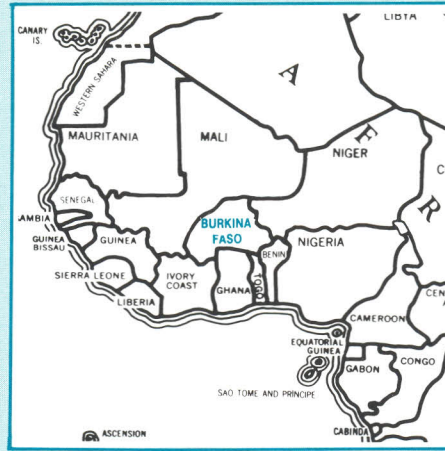 LIBYA
CANARY
IS.
WESTERN SAHARA
A
F
R
MAURITANIA
MALI
NIGER
C
SENEGAL
AMBIA
GUINEA
BISSAU
GUINEA
BURKINA
FASO
BENIN
NIGERIA
SIERRA LEONE
IVORY
COAST
GHANA
TOGO
LIBERIA
CAMEROON
CEN
EQUATORIAL
GUINEA
GABON
CONGO
SAO TOME AND PRINCIPE
ASCENSION
CABINDA